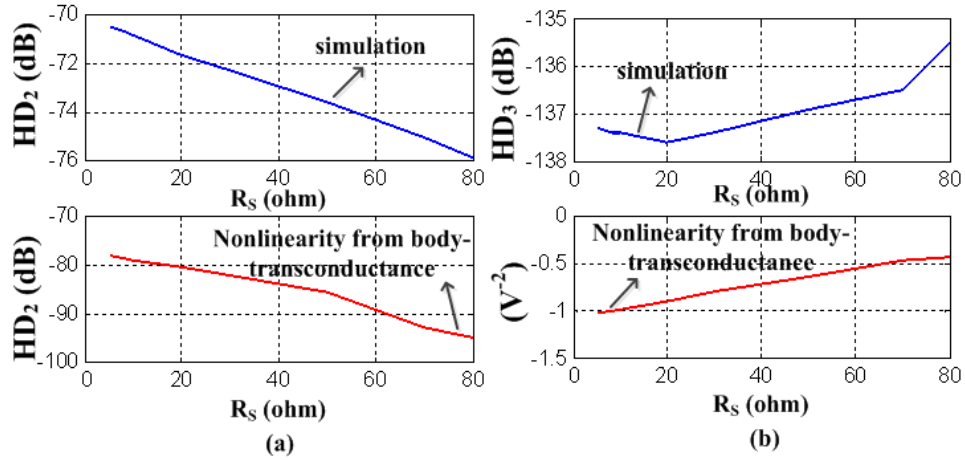 -70
-72
-74
-76
HD2 (dB)
simulation
0 20 40 60 80
RS (ohm)
-70
-80
-90
-100
HD2 (dB)
Nonlinearity from body-
transconductance
0 20 40 60 80
RS (ohm)
(a)
-135
-136
-137
-138
HD3 (dB)
simulation
0 20 40 60 80
RS (ohm)
0
-0.5
-1
-1.5
(V-2)
Nonlinearity from body-
transconductance
0 20 40 60 80
RS (ohm)
(b)